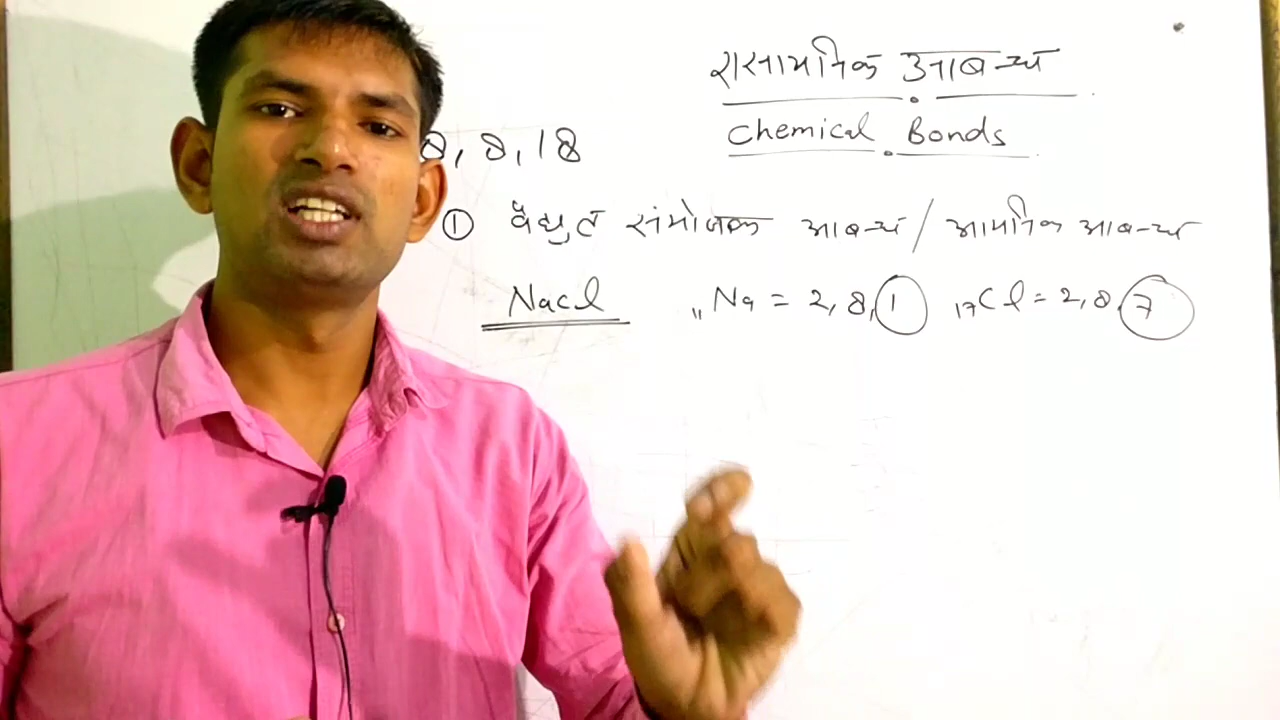 रासायनिक आबन्ध
Chemical Bonds
8, 8, 18
① वैद्युत संयोजक आबन्ध / आयनिक आबन्ध
NaCl ₁₁Na = 2, 8, 1 ₁₇Cl = 2, 8, 7